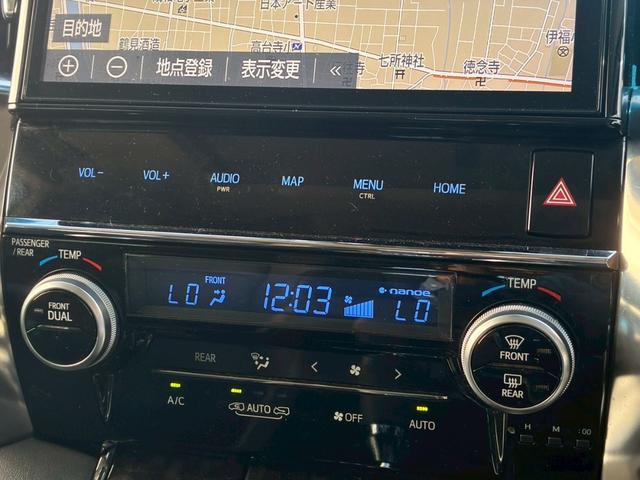 日本アート産業
目的地
鶴見酒造
高台寺
伊福
七所神社
徳念寺
地点登録
表示変更
«
VOL-
VOL+
AUDIO
PWR
MAP
MENU
CTRL
HOME
PASSENGER
/REAR
TEMP
FRONT
DUAL
FRONT
LO
12:03
nanoe
LO
TEMP
FRONT
REAR
REAR
A/C
AUTO
OFF
AUTO
H
M
:00